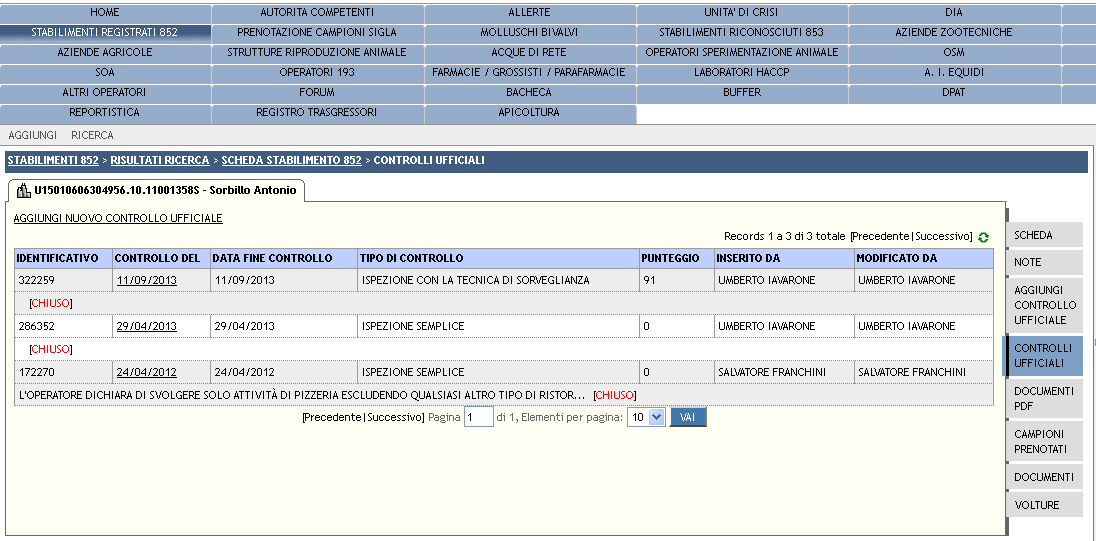 HOME AUTORITA COMPETENTI ALLERTE UNITA' DI CRISI DIA
STABILIMENTI REGISTRATI 852 PRENOTAZIONE CAMPIONI SIGLA MOLLUSCHI BIVALVI STABILIMENTI RICONOSCIUTI 853 AZIENDE ZOOTECNICHE
AZIENDE AGRICOLE STRUTTURE RIPRODUZIONE ANIMALE ACQUE DI RETE OPERATORI SPERIMENTAZIONE ANIMALE OSM
SOA OPERATORI 193 FARMACIE / GROSSISTI / PARAFARMACIE LABORATORI HACCP A. I. EQUIDI
ALTRI OPERATORI FORUM BACHECA BUFFER DPAT
REPORTISTICA REGISTRO TRASGRESSORI APICOLTURA
AGGIUNGI RICERCA
STABILIMENTI 852 > RISULTATI RICERCA > SCHEDA STABILIMENTO 852 > CONTROLLI UFFICIALI
U15010606304956.10.11001358S - Sorbillo Antonio
AGGIUNGI NUOVO CONTROLLO UFFICIALE
Records 1 a 3 di 3 totale [Precedente|Successivo]
IDENTIFICATIVO CONTROLLO DEL DATA FINE CONTROLLO TIPO DI CONTROLLO PUNTEGGIO INSERITO DA MODIFICATO DA
322259 11/09/2013 11/09/2013 ISPEZIONE CON LA TECNICA DI SORVEGLIANZA 91 UMBERTO IAVARONE UMBERTO IAVARONE
[CHIUSO]
286352 29/04/2013 29/04/2013 ISPEZIONE SEMPLICE 0 UMBERTO IAVARONE UMBERTO IAVARONE
[CHIUSO]
172270 24/04/2012 24/04/2012 ISPEZIONE SEMPLICE 0 SALVATORE FRANCHINI SALVATORE FRANCHINI
L'OPERATORE DICHIARA DI SVOLGERE SOLO ATTIVITÀ DI PIZZERIA ESCLUDENDO QUALSIASI ALTRO TIPO DI RISTOR... [CHIUSO]
[Precedente|Successivo] Pagina 1 di 1, Elementi per pagina: 10 VAI
SCHEDA
NOTE
AGGIUNGI
CONTROLLO
UFFICIALE
CONTROLLI
UFFICIALI
DOCUMENTI
PDF
CAMPIONI
PRENOTATI
DOCUMENTI
VOLTURE